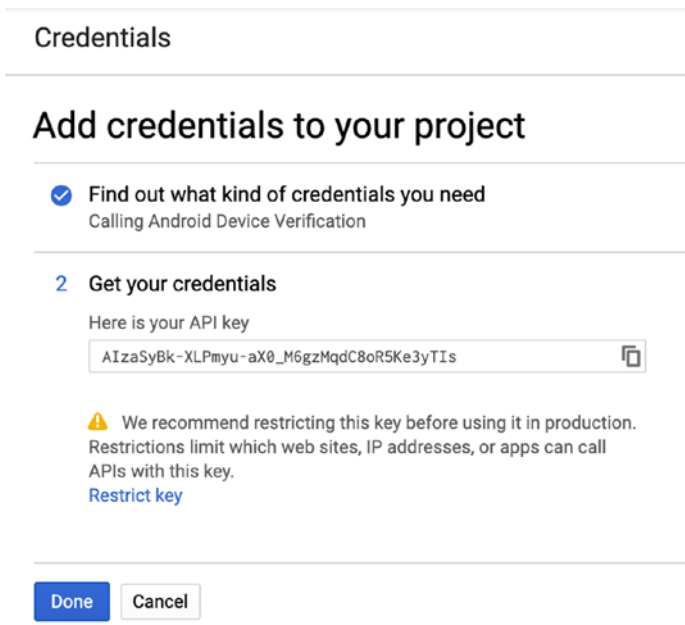 Credentials
Add credentials to your project
Find out what kind of credentials you need
Calling Android Device Verification
2 Get your credentials
Here is your API key
AIzaSyBk-XLPmyu-aX0_M6gzMqdC8oR5Ke3yTIs
We recommend restricting this key before using it in production.
Restrictions limit which web sites, IP addresses, or apps can call
APIs with this key.
Restrict key
Done Cancel